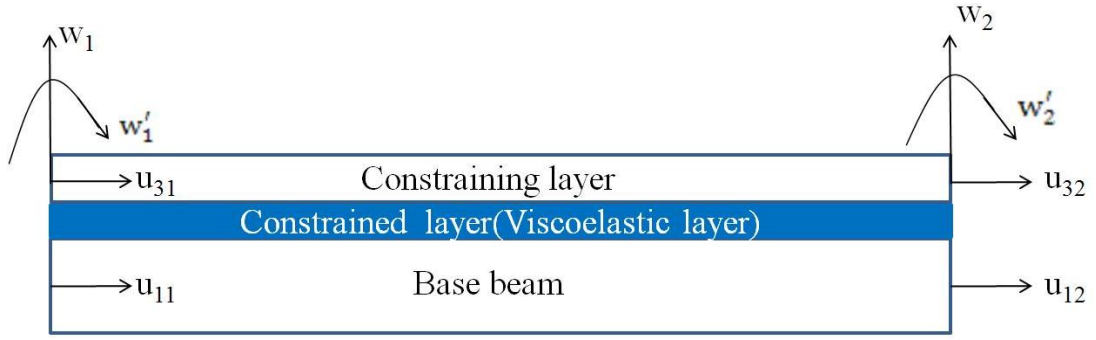 w₁ w₂
w′₁ w′₂
u₃₁ Constraining layer u₃₂
Constrained layer(Viscoelastic layer)
u₁₁ Base beam u₁₂